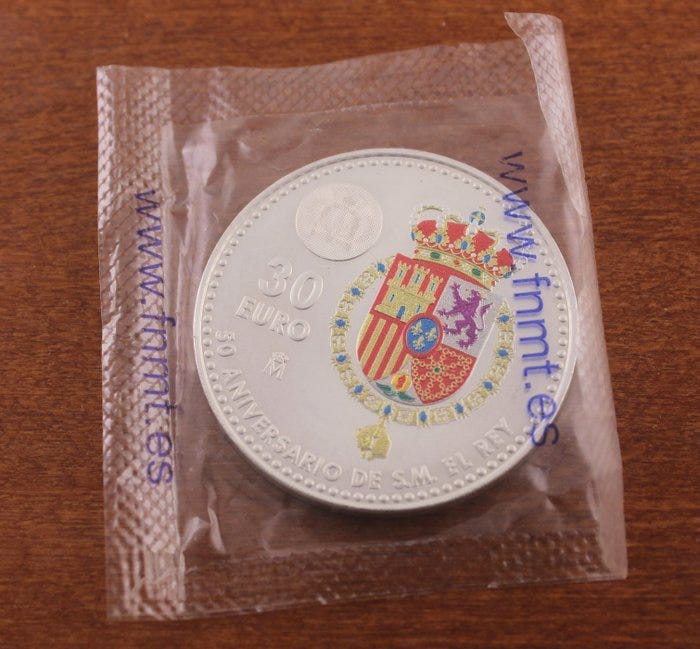 www.fnmt.es
30
EURO
M
50 ANIVERSARIO DE S.M. EL REY
www.fnmt.es